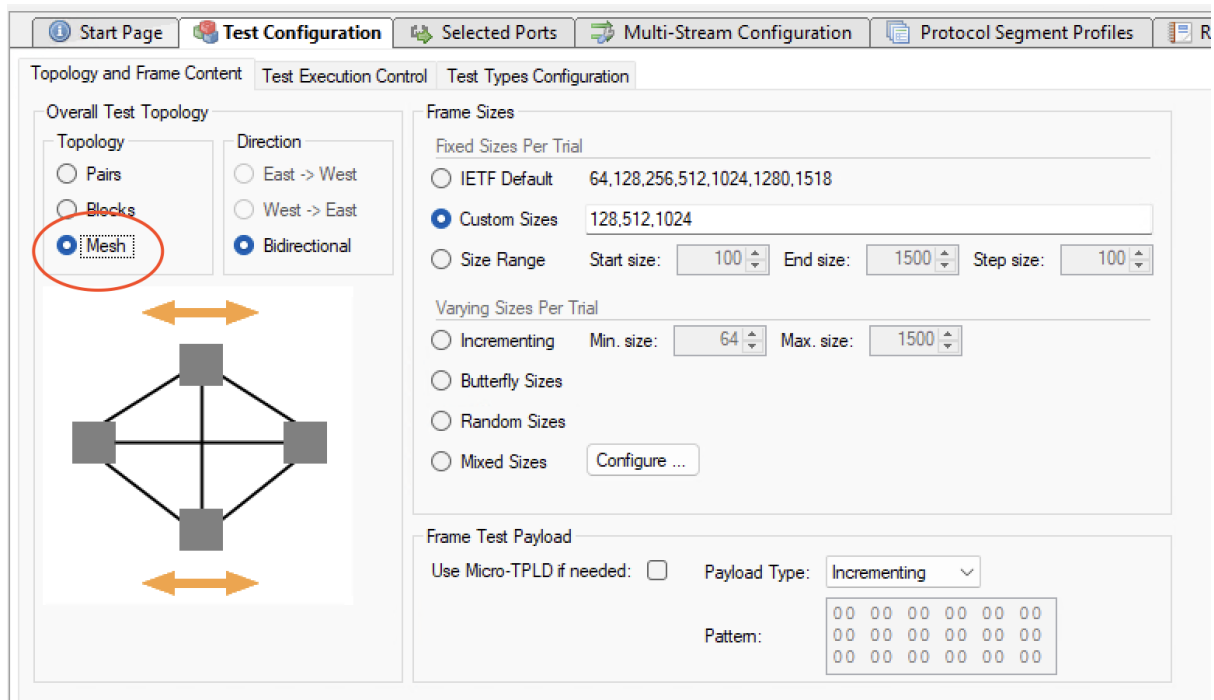 Start Page Test Configuration Selected Ports Multi-Stream Configuration Protocol Segment Profiles R
Topology and Frame Content Test Execution Control Test Types Configuration
Overall Test Topology
Topology
Pairs
Blocks
Mesh
Direction
East -> West
West -> East
Bidirectional
Frame Sizes
Fixed Sizes Per Trial
IETF Default 64,128,256,512,1024,1280,1518
Custom Sizes 128,512,1024
Size Range Start size: 100 End size: 1500 Step size: 100
Varying Sizes Per Trial
Incrementing Min. size: 64 Max. size: 1500
Butterfly Sizes
Random Sizes
Mixed Sizes Configure ...
Frame Test Payload
Use Micro-TPLD if needed: Payload Type: Incrementing
Pattern:
00 00 00 00 00 00
00 00 00 00 00 00
00 00 00 00 00 00